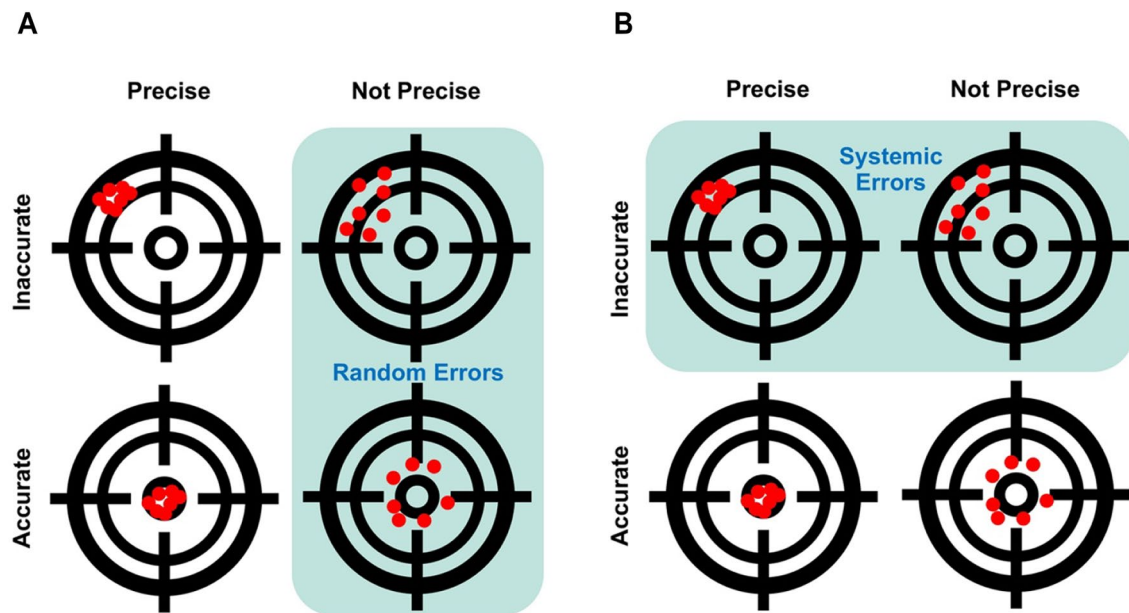 A
Precise
Not Precise
Inaccurate
Random Errors
Accurate
B
Precise
Not Precise
Systemic
Errors
Inaccurate
Accurate